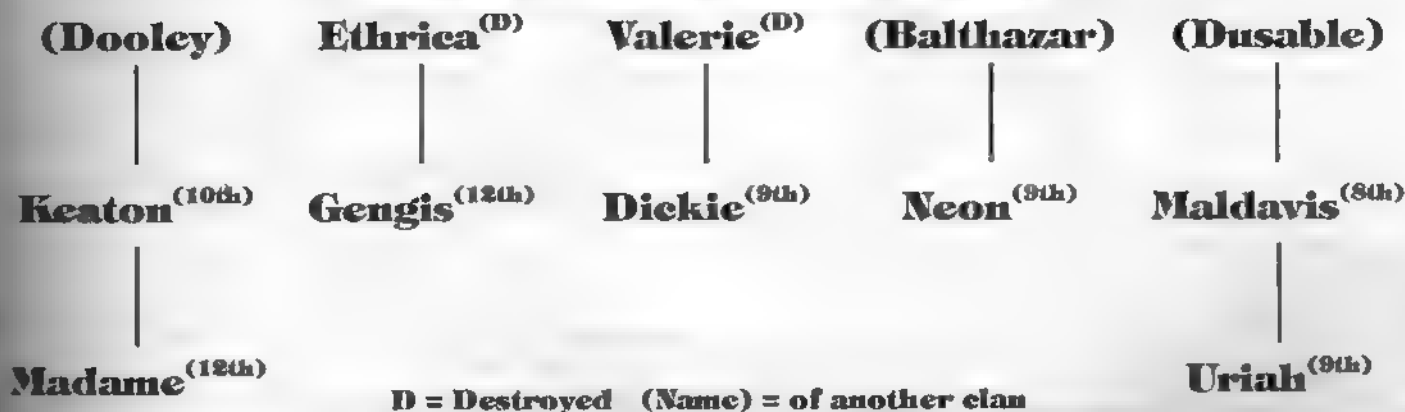 (Dooley) Ethrica(D) Valerie(D) (Balthazar) (Dusable)
Keaton(10th) Gengis(12th) Dickie(9th) Neon(9th) Maldavis(8th)
Madame(12th) Uriah(9th)
D = Destroyed (Name) = of another clan